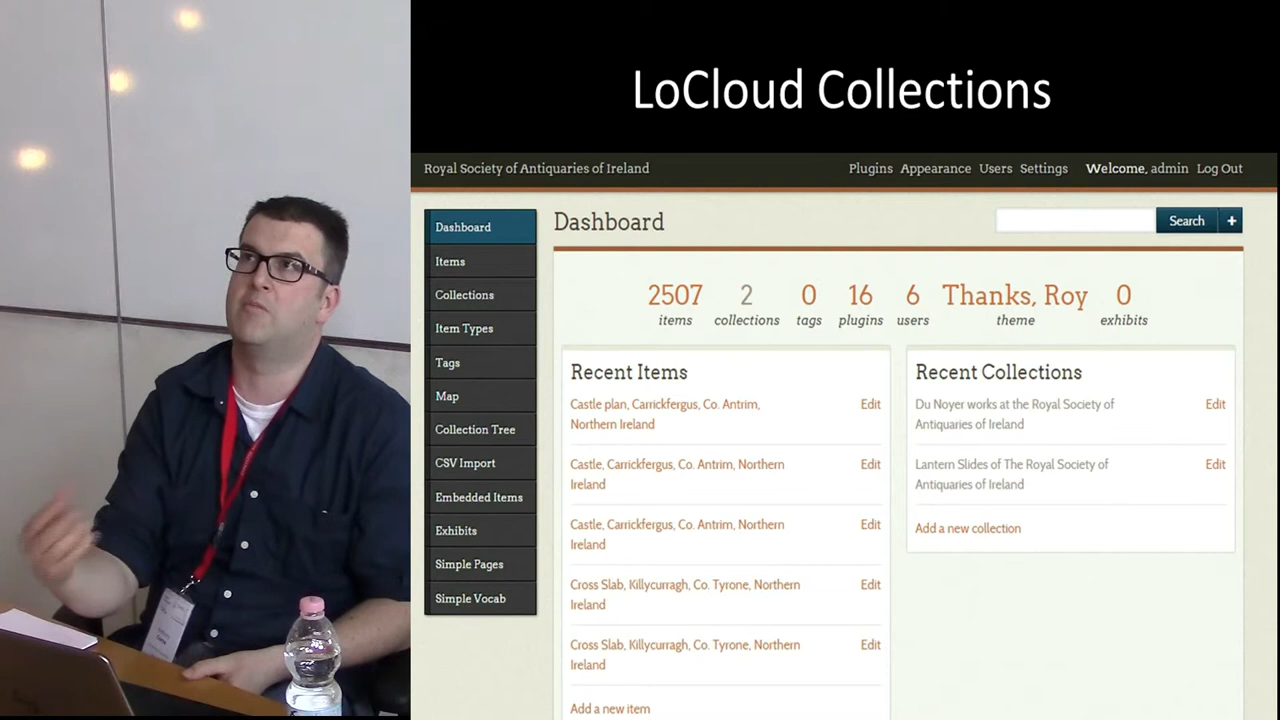 LoCloud Collections
Royal Society of Antiquaries of Ireland
Plugins Appearance Users Settings Welcome, admin Log Out
Dashboard
Items
Collections
Item Types
Tags
Map
Collection Tree
CSV Import
Embedded Items
Exhibits
Simple Pages
Simple Vocab
Dashboard
Search +
2507 2 0 16 6 Thanks, Roy 0
items collections tags plugins users theme exhibits
Recent Items
Castle plan, Carrickfergus, Co. Antrim, Edit
Northern Ireland
Castle, Carrickfergus, Co. Antrim, Northern Edit
Ireland
Castle, Carrickfergus, Co. Antrim, Northern Edit
Ireland
Cross Slab, Killycurragh, Co. Tyrone, Northern Edit
Ireland
Cross Slab, Killycurragh, Co. Tyrone, Northern Edit
Ireland
Add a new item
Recent Collections
Du Noyer works at the Royal Society of Edit
Antiquaries of Ireland
Lantern Slides of The Royal Society of Edit
Antiquaries of Ireland
Add a new collection